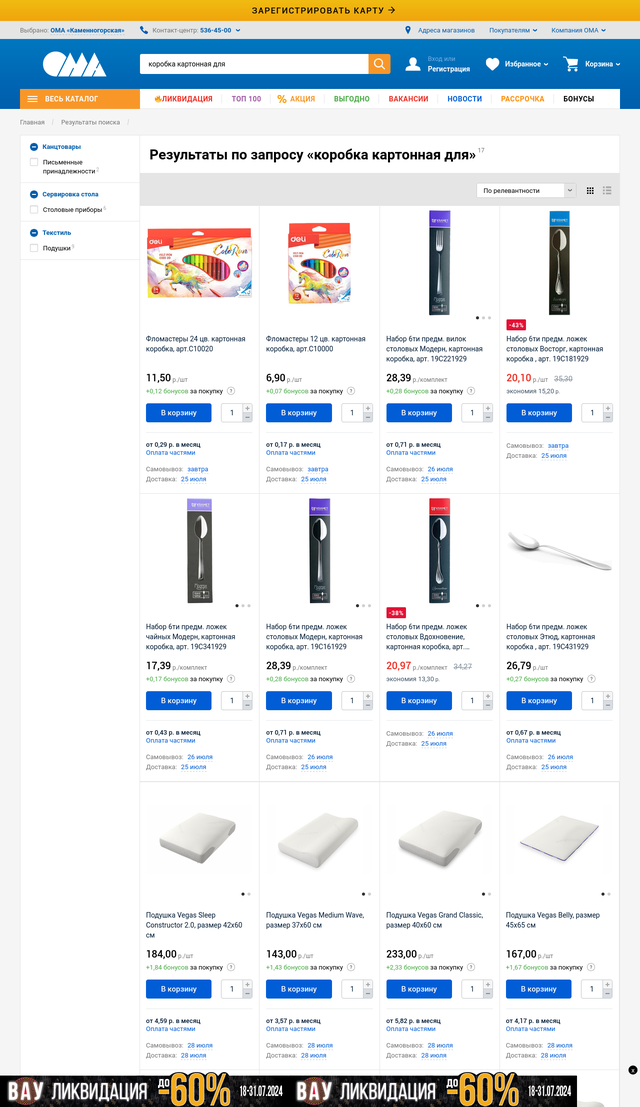 ЗАРЕГИСТРИРОВАТЬ КАРТУ →
Выбрано: ОМА «Каменногорская» Контакт-центр: 536-45-00 Адреса магазинов Покупателям Компания ОМА
ОМА коробка картонная для Вход или Регистрация Избранное Корзина
ВЕСЬ КАТАЛОГ ЛИКВИДАЦИЯ ТОП 100 % АКЦИЯ ВЫГОДНО ВАКАНСИИ НОВОСТИ РАССРОЧКА БОНУСЫ
Главная / Результаты поиска /
Канцтовары
Письменные
принадлежности 2
Сервировка стола
Столовые приборы 6
Текстиль
Подушки 9
Результаты по запросу «коробка картонная для» 17
По релевантности
Фломастеры 24 цв. картонная
коробка, арт.С10020
11,50 р./шт
+0,12 бонусов за покупку
В корзину 1 + −
от 0,29 р. в месяц
Оплата частями
Самовывоз: завтра
Доставка: 25 июля
Фломастеры 12 цв. картонная
коробка, арт.С10000
6,90 р./шт
+0,07 бонусов за покупку
В корзину 1 + −
от 0,17 р. в месяц
Оплата частями
Самовывоз: завтра
Доставка: 25 июля
Набор 6ти предм. вилок
столовых Модерн, картонная
коробка, арт. 19С221929
28,39 р./комплект
+0,28 бонусов за покупку
В корзину 1 + −
от 0,71 р. в месяц
Оплата частями
Самовывоз: 26 июля
Доставка: 25 июля
-43%
Набор 6ти предм. ложек
столовых Восторг, картонная
коробка , арт. 19С181929
20,10 р./шт 35,30
экономия 15,20 р.
В корзину 1 + −
Самовывоз: завтра
Доставка: 25 июля
Набор 6ти предм. ложек
чайных Модерн, картонная
коробка, арт. 19С341929
17,39 р./комплект
+0,17 бонусов за покупку
В корзину 1 + −
от 0,43 р. в месяц
Оплата частями
Самовывоз: 26 июля
Доставка: 25 июля
Набор 6ти предм. ложек
столовых Модерн, картонная
коробка, арт. 19С161929
28,39 р./комплект
+0,28 бонусов за покупку
В корзину 1 + −
от 0,71 р. в месяц
Оплата частями
Самовывоз: 26 июля
Доставка: 25 июля
-38%
Набор 6ти предм. ложек
столовых Вдохновение,
картонная коробка, арт....
20,97 р./комплект 34,27
экономия 13,30 р.
В корзину 1 + −
Самовывоз: 26 июля
Доставка: 25 июля
Набор 6ти предм. ложек
столовых Этюд, картонная
коробка , арт. 19С431929
26,79 р./шт
+0,27 бонусов за покупку
В корзину 1 + −
от 0,67 р. в месяц
Оплата частями
Самовывоз: 26 июля
Доставка: 25 июля
Подушка Vegas Sleep
Constructor 2.0, размер 42х60
см
184,00 р./шт
+1,84 бонусов за покупку
В корзину 1 + −
от 4,59 р. в месяц
Оплата частями
Самовывоз: 28 июля
Доставка: 28 июля
Подушка Vegas Medium Wave,
размер 37х60 см
143,00 р./шт
+1,43 бонусов за покупку
В корзину 1 + −
от 3,57 р. в месяц
Оплата частями
Самовывоз: 28 июля
Доставка: 28 июля
Подушка Vegas Grand Classic,
размер 40х60 см
233,00 р./шт
+2,33 бонусов за покупку
В корзину 1 + −
от 5,82 р. в месяц
Оплата частями
Самовывоз: 28 июля
Доставка: 28 июля
Подушка Vegas Belly, размер
45х65 см
167,00 р./шт
+1,67 бонусов за покупку
В корзину 1 + −
от 4,17 р. в месяц
Оплата частями
Самовывоз: 28 июля
Доставка: 28 июля
ВАУ ЛИКВИДАЦИЯ до -60% 18-31.07.2024 ВАУ ЛИКВИДАЦИЯ до -60% 18-31.07.2024